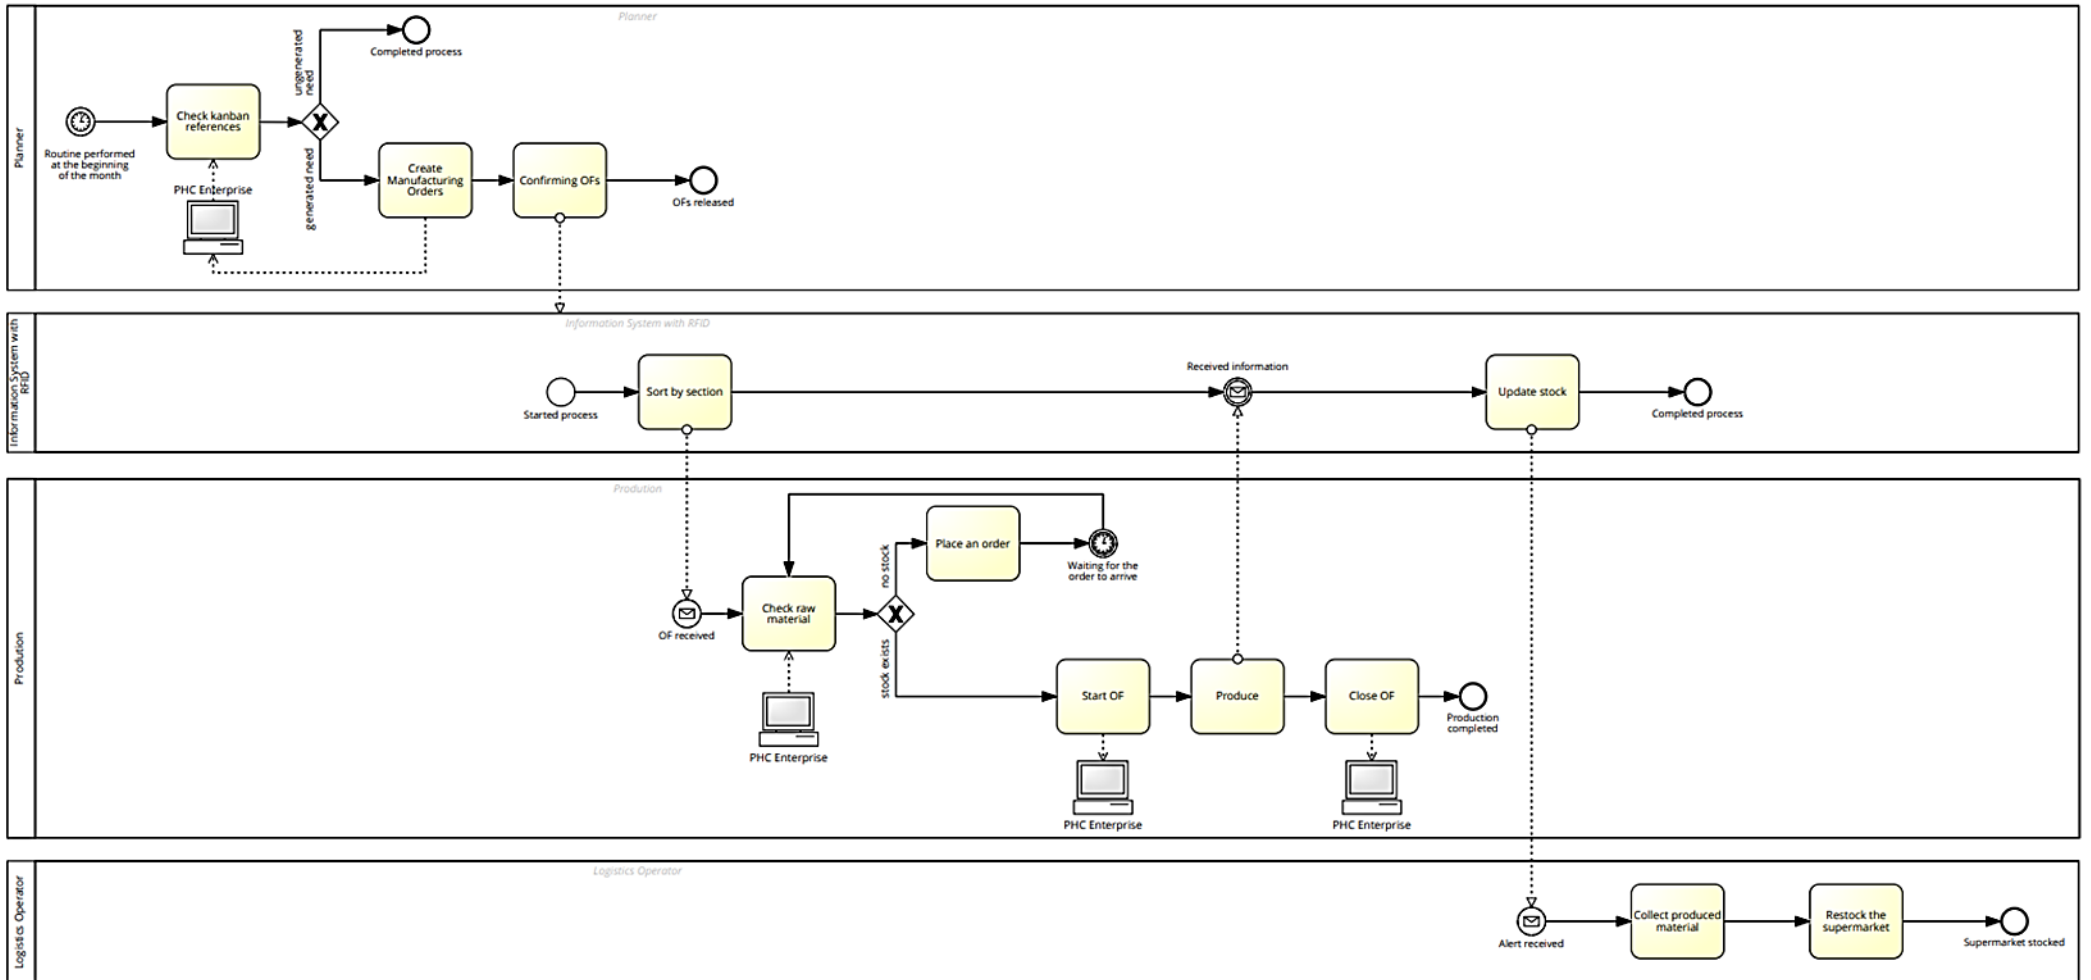 Planner
Planner
ungenerated
need
Completed process
Check kanban
references
X
Routine performed
at the beginning
of the month
generated need
PHC Enterprise
Create
Manufacturing
Orders
Confirming OFs
OFs released
Information System with
RFID
Information System with RFID
Started process
Sort by section
Received information
Update stock
Completed process
Prodution
Prodution
OF received
Check raw
material
PHC Enterprise
X
no stock
Place an order
Waiting for the
order to arrive
stock exists
Start OF
Produce
Close OF
Production
completed
PHC Enterprise
PHC Enterprise
Logistics Operator
Logistics Operator
Alert received
Collect produced
material
Restock the
supermarket
Supermarket stocked